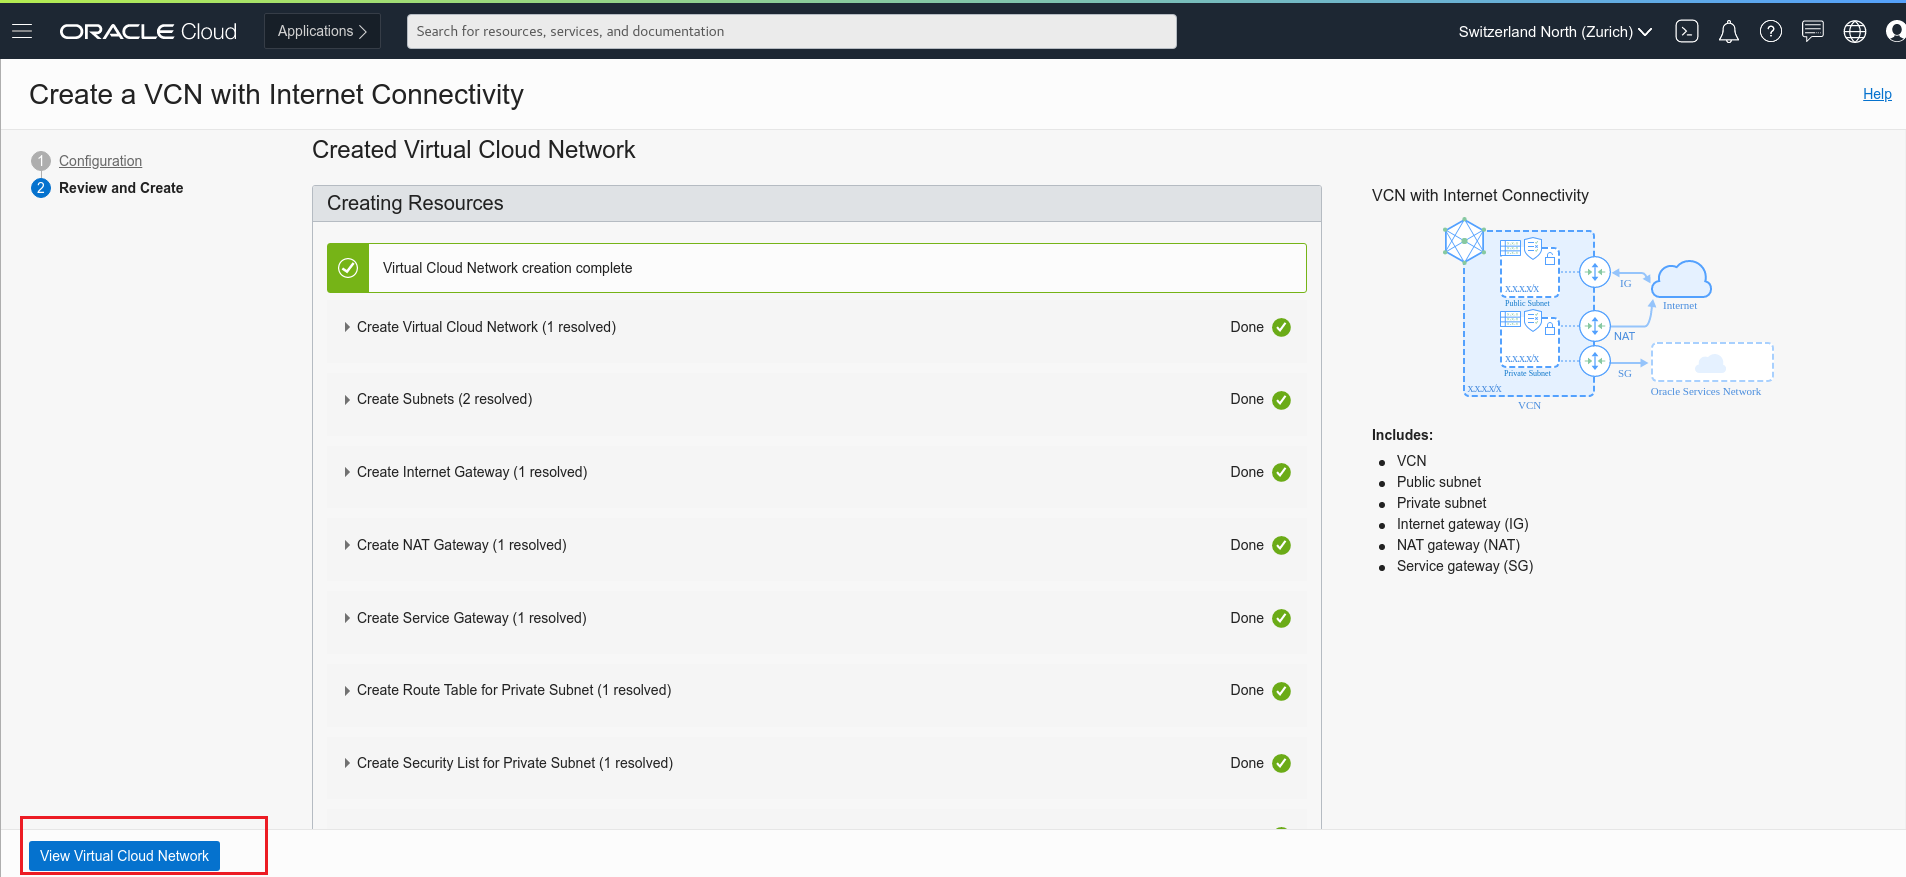 ORACLE Cloud
Applications
Search for resources, services, and documentation
Switzerland North (Zurich)
Create a VCN with Internet Connectivity
Help
1 Configuration
2 Review and Create
Created Virtual Cloud Network
Creating Resources
Virtual Cloud Network creation complete
Create Virtual Cloud Network (1 resolved) Done
Create Subnets (2 resolved) Done
Create Internet Gateway (1 resolved) Done
Create NAT Gateway (1 resolved) Done
Create Service Gateway (1 resolved) Done
Create Route Table for Private Subnet (1 resolved) Done
Create Security List for Private Subnet (1 resolved) Done
View Virtual Cloud Network
VCN with Internet Connectivity
X.X.X.X/X
Public Subnet
IG
Internet
NAT
X.X.X.X/X
Private Subnet
SG
X.X.X.X/X
Oracle Services Network
VCN
Includes:
VCN
Public subnet
Private subnet
Internet gateway (IG)
NAT gateway (NAT)
Service gateway (SG)